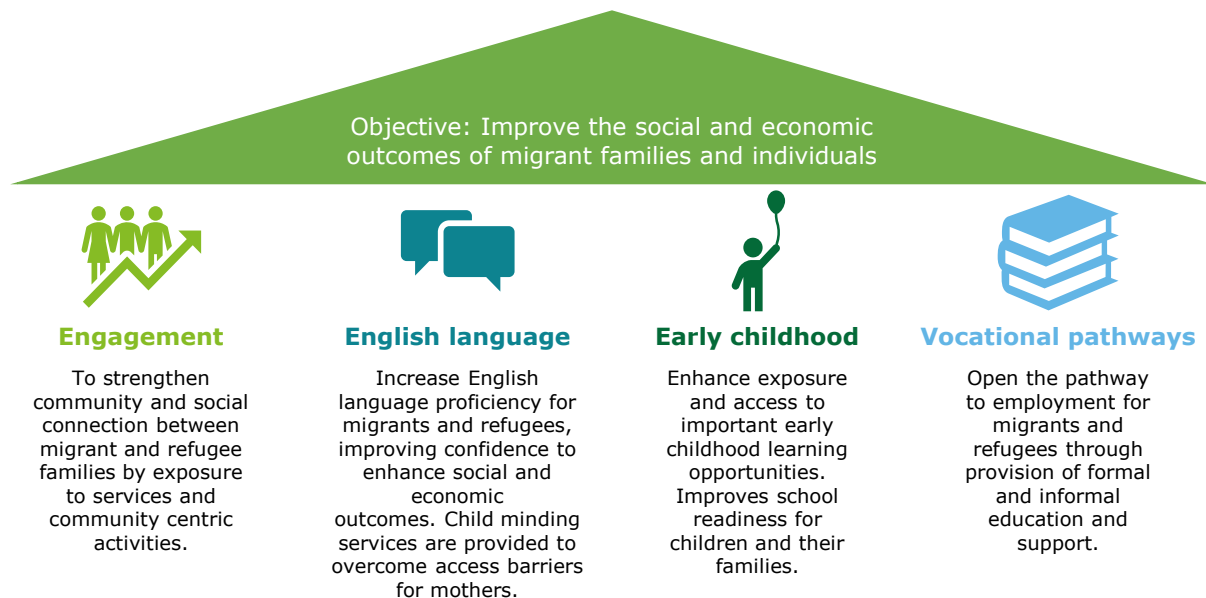 Objective: Improve the social and economic
outcomes of migrant families and individuals
Engagement
To strengthen
community and social
connection between
migrant and refugee
families by exposure
to services and
community centric
activities.
English language
Increase English
language proficiency for
migrants and refugees,
improving confidence to
enhance social and
economic
outcomes. Child minding
services are provided to
overcome access barriers
for mothers.
Early childhood
Enhance exposure
and access to
important early
childhood learning
opportunities.
Improves school
readiness for
children and their
families.
Vocational pathways
Open the pathway
to employment for
migrants and
refugees through
provision of formal
and informal
education and
support.